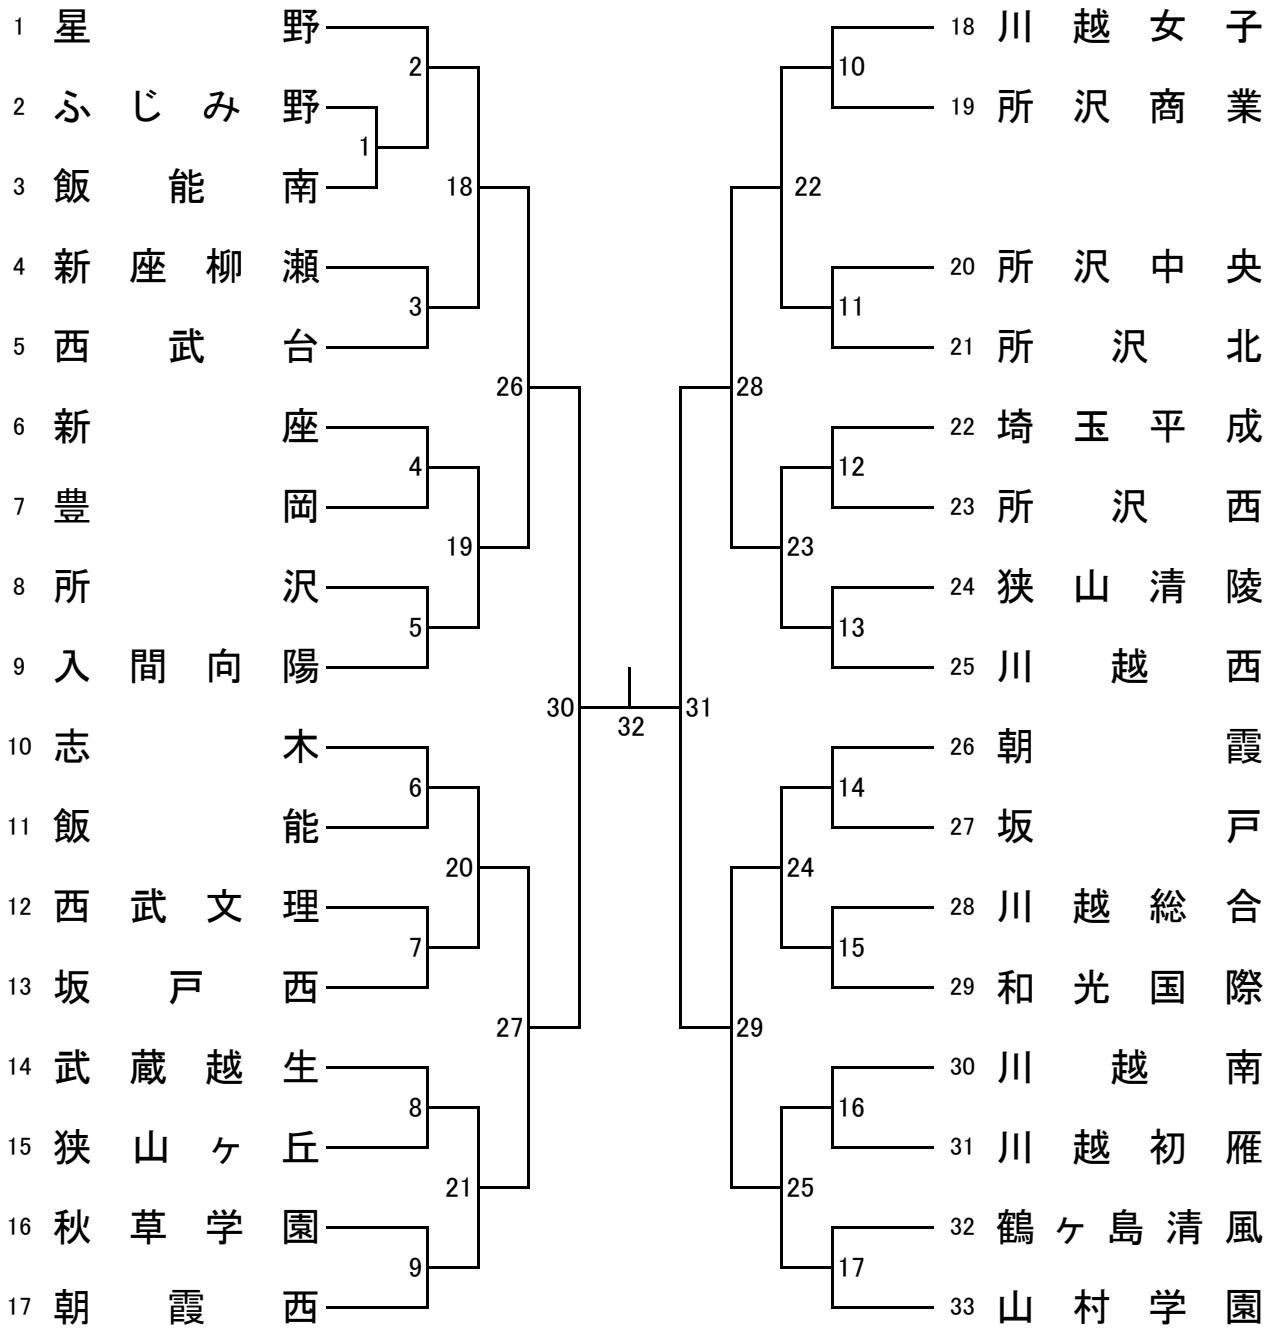 1 星野
2 ふじみ野
3 飯能南
4 新座柳瀬
5 西武台
6 新座
7 豊岡
8 所沢
9 入間向陽
10 志木
11 飯能
12 西武文理
13 坂戸西
14 武蔵越生
15 狭山ヶ丘
16 秋草学園
17 朝霞西
2
1
18
3
26
4
19
5
30
6
20
7
27
8
21
9
32
10
22
11
28
12
23
13
31
14
24
15
29
16
25
17
18 川越女子
19 所沢商業
20 所沢中央
21 所沢北
22 埼玉平成
23 所沢西
24 狭山清陵
25 川越西
26 朝霞
27 坂戸
28 川越総合
29 和光国際
30 川越南
31 川越初雁
32 鶴ヶ島清風
33 山村学園